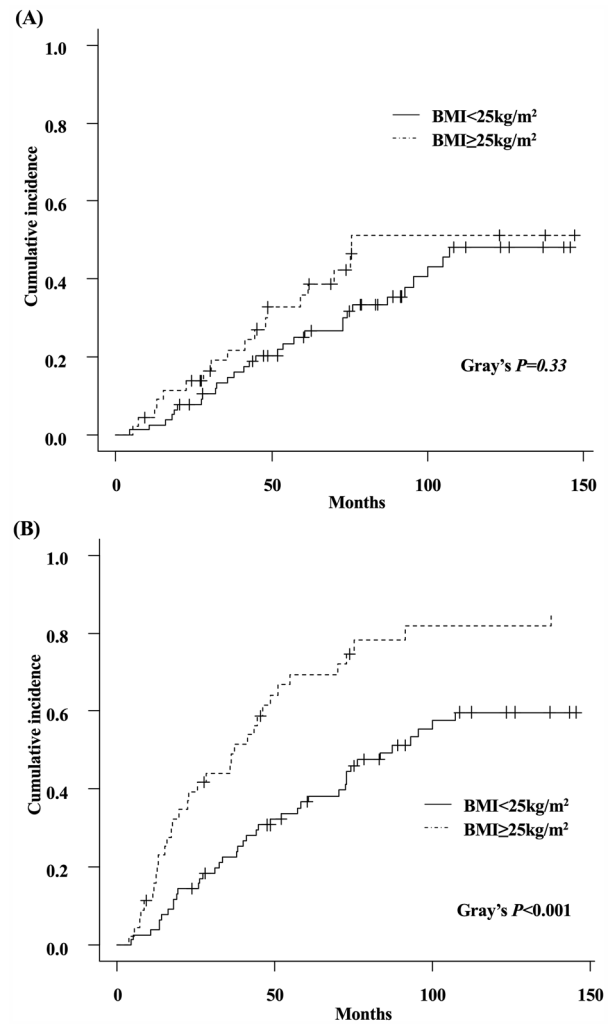 (A)
1.0
0.8
0.6
0.4
0.2
0.0
Cumulative incidence
BMI<25kg/m²
BMI≥25kg/m²
Gray's P=0.33
0 50 100 150
Months
(B)
1.0
0.8
0.6
0.4
0.2
0.0
Cumulative incidence
BMI<25kg/m²
BMI≥25kg/m²
Gray's P<0.001
0 50 100 150
Months